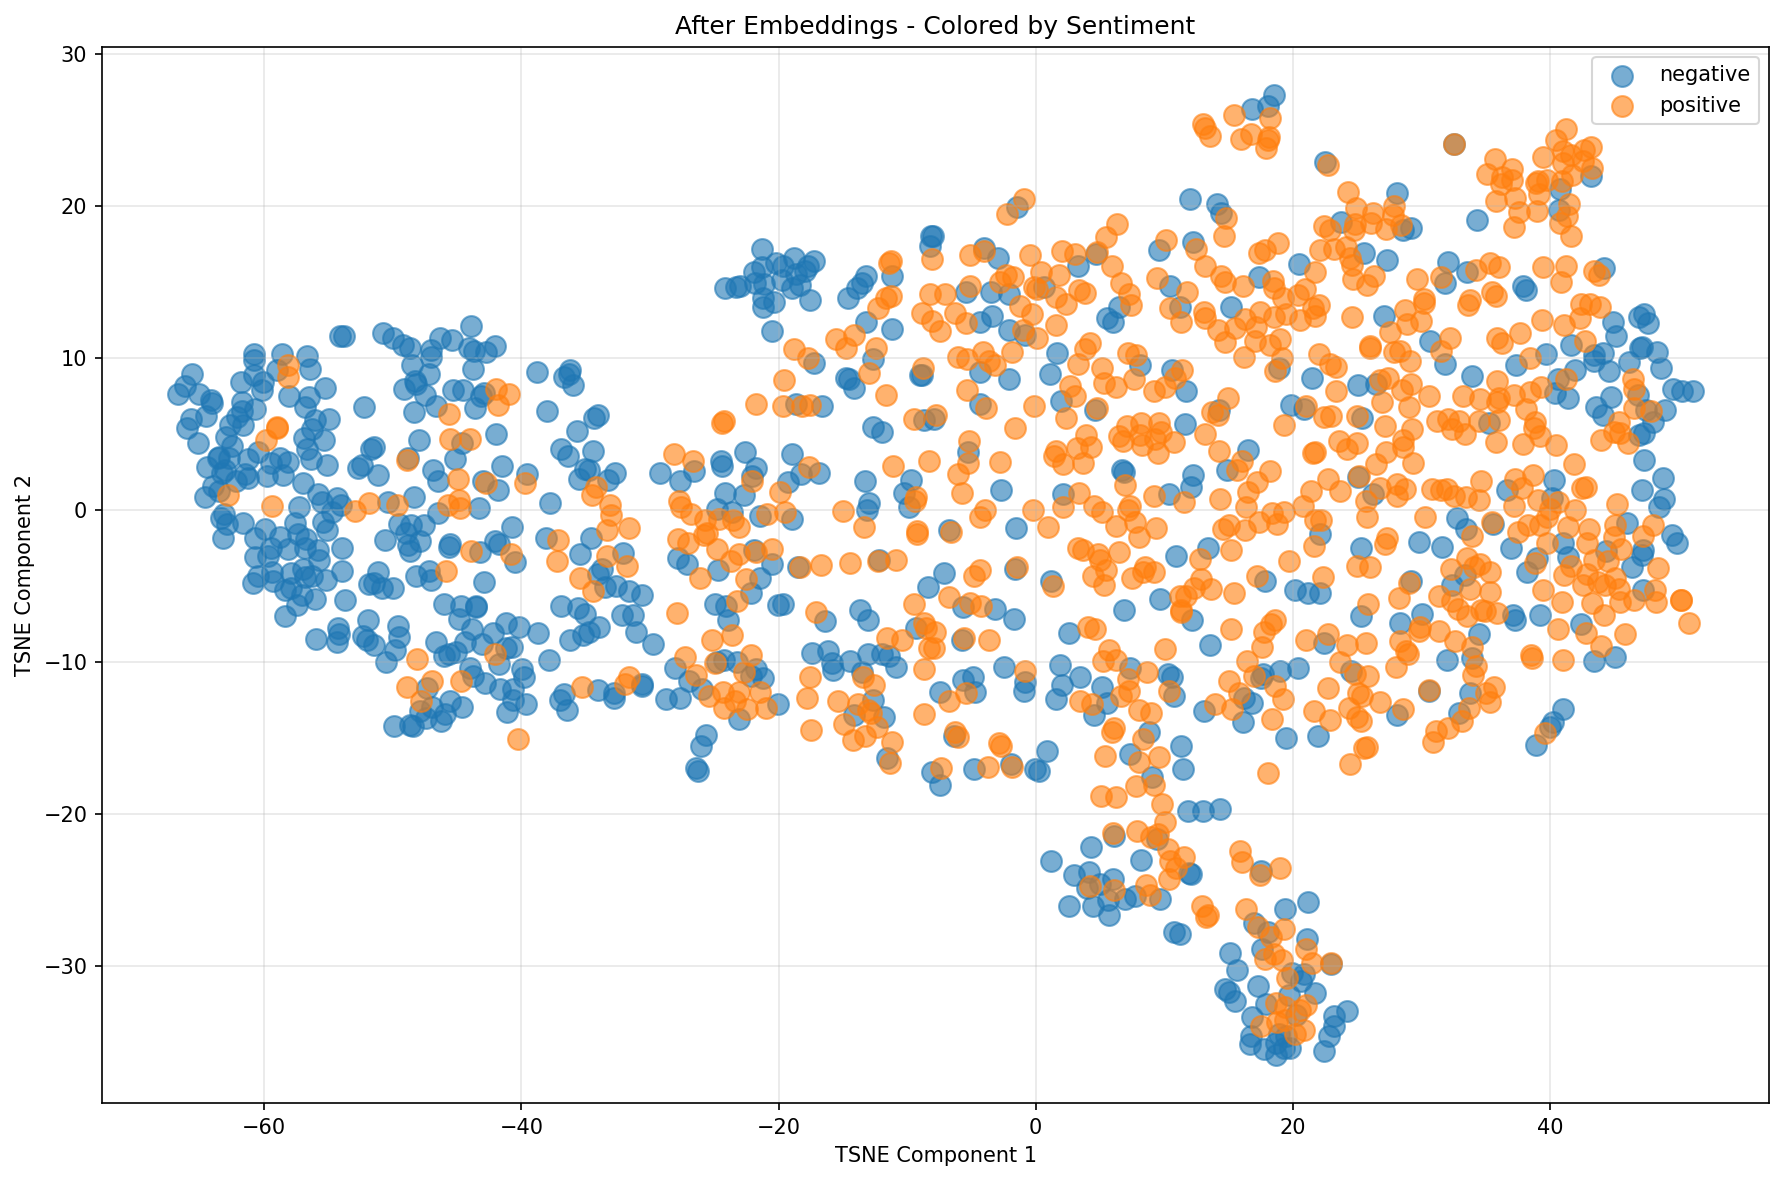 After Embeddings - Colored by Sentiment
negative
positive
30
20
10
0
−10
−20
−30
TSNE Component 2
−60
−40
−20
0
20
40
TSNE Component 1